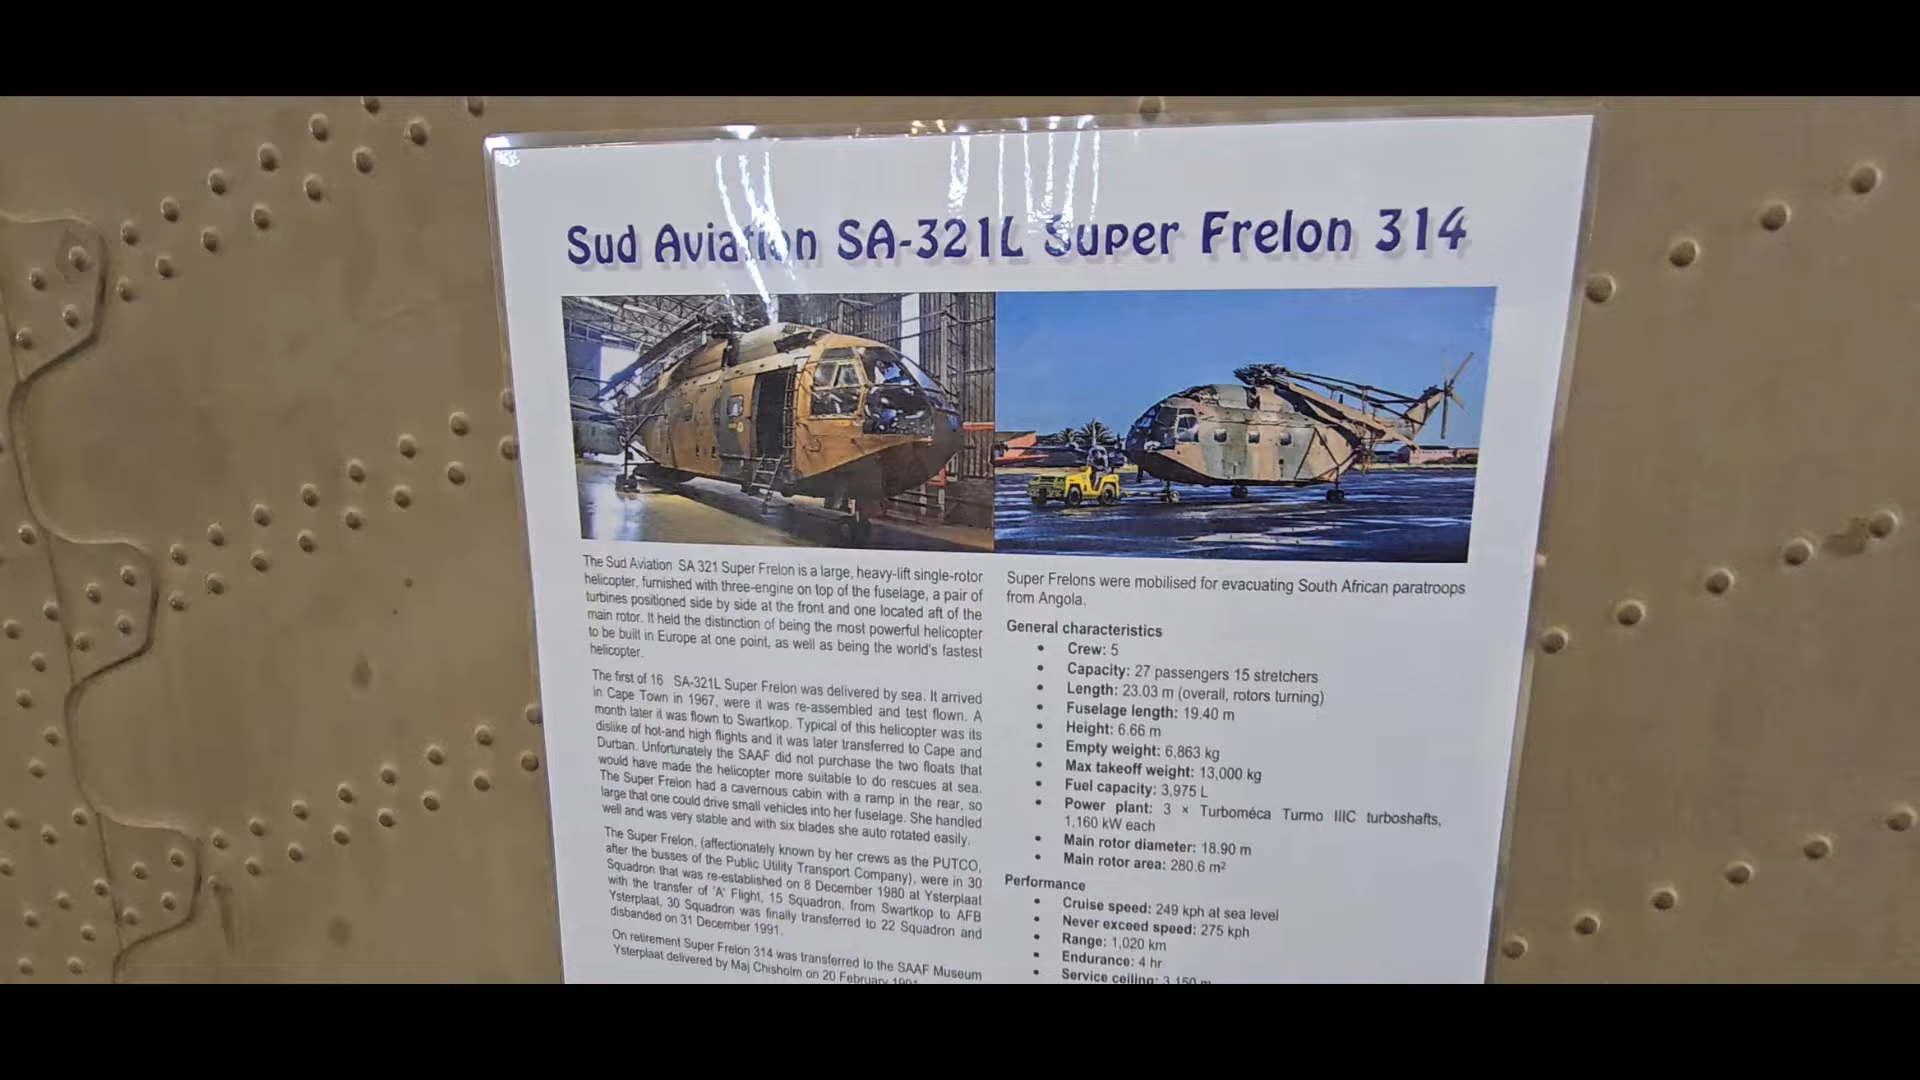 Sud Aviation SA-321L Super Frelon 314
The Sud Aviation SA 321 Super Frelon is a large, heavy-lift single-rotor
helicopter, furnished with three-engine on top of the fuselage, a pair of
turbines positioned side by side at the front and one located aft of the
main rotor. It held the distinction of being the most powerful helicopter
to be built in Europe at one point, as well as being the world's fastest
helicopter.
The first of 16 SA-321L Super Frelon was delivered by sea. It arrived
in Cape Town in 1967, were it was re-assembled and test flown. A
month later it was flown to Swartkop. Typical of this helicopter was its
dislike of hot-and high flights and it was later transferred to Cape and
Durban. Unfortunately the SAAF did not purchase the two floats that
would have made the helicopter more suitable to do rescues at sea.
The Super Frelon had a cavernous cabin with a ramp in the rear, so
large that one could drive small vehicles into her fuselage. She handled
well and was very stable and with six blades she auto rotated easily.
The Super Frelon, (affectionately known by her crews as the PUTCO,
after the busses of the Public Utility Transport Company), were in 30
Squadron that was re-established on 8 December 1980 at Ysterplaat
with the transfer of 'A' Flight, 15 Squadron, from Swartkop to AFB
Ysterplaat, 30 Squadron was finally transferred to 22 Squadron and
disbanded on 31 December 1991.
On retirement Super Frelon 314 was transferred to the SAAF Museum
Ysterplaat delivered by Maj Chisholm on 20 February 1991.
Super Frelons were mobilised for evacuating South African paratroops
from Angola.
General characteristics
• Crew: 5
• Capacity: 27 passengers 15 stretchers
• Length: 23.03 m (overall, rotors turning)
• Fuselage length: 19.40 m
• Height: 6.66 m
• Empty weight: 6,863 kg
• Max takeoff weight: 13,000 kg
• Fuel capacity: 3,975 L
• Power plant: 3 × Turboméca Turmo IIIC turboshafts,
1,160 kW each
• Main rotor diameter: 18.90 m
• Main rotor area: 280.6 m²
Performance
• Cruise speed: 249 kph at sea level
• Never exceed speed: 275 kph
• Range: 1,020 km
• Endurance: 4 hr
• Service ceiling: 3,150 m